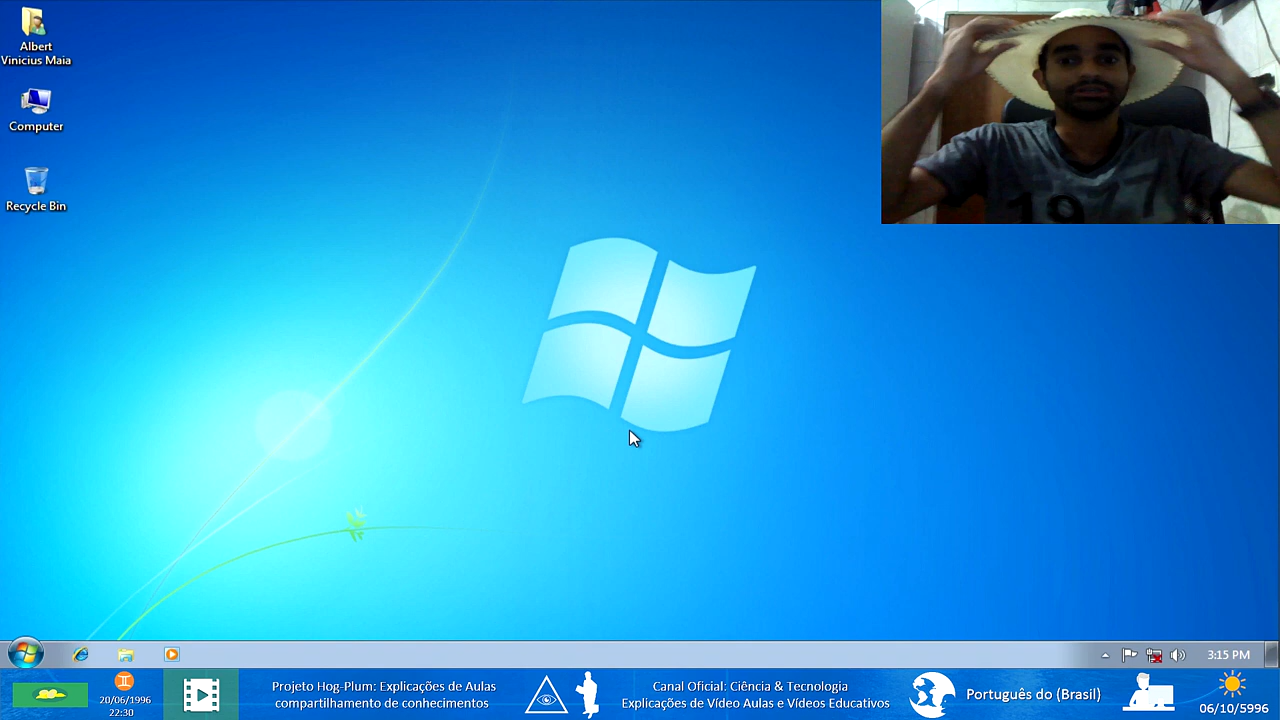 Albert
Vinicius Maia
Computer
Recycle Bin
1977
3:15 PM
20/06/1996
22:30
Projeto Hog-Plum: Explicações de Aulas
compartilhamento de conhecimentos
Canal Oficial: Ciência & Tecnologia
Explicações de Vídeo Aulas e Vídeos Educativos
Português do (Brasil)
06/10/5996